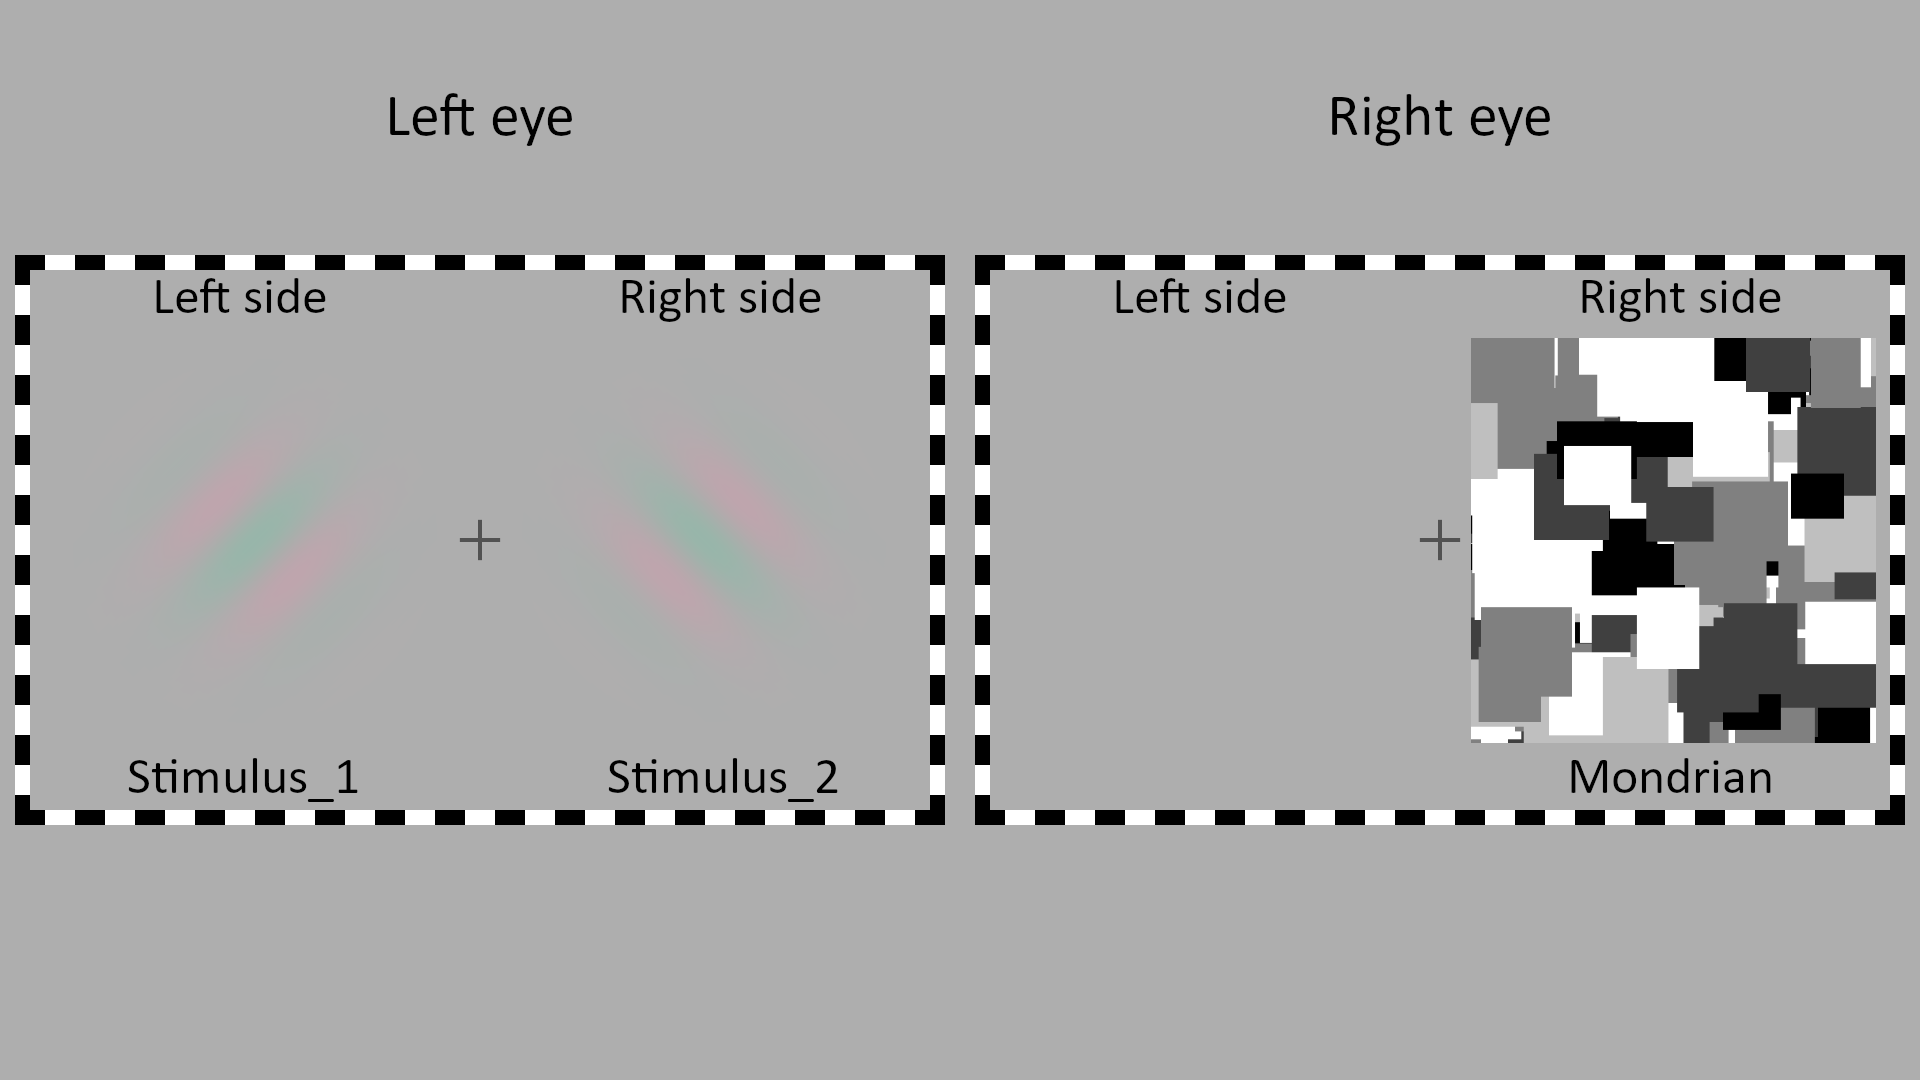 Left eye
Right eye
Left side
Right side
Left side
Right side
Stimulus_1
Stimulus_2
Mondrian